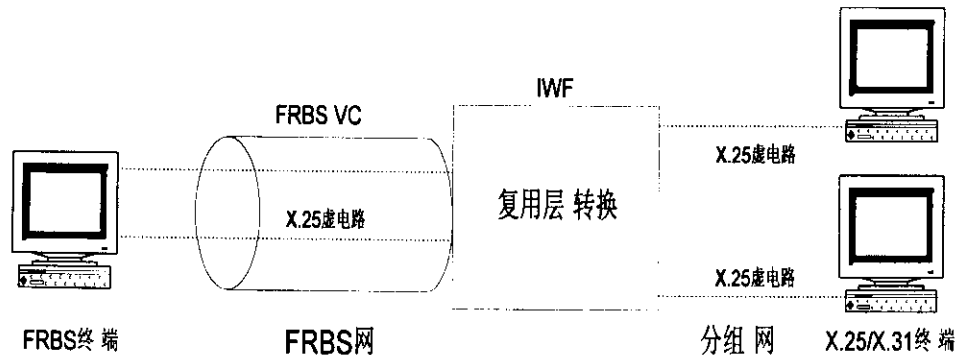 IWF
FRBS VC
X.25虚电路
X.25虚电路
复用层 转换
X.25虚电路
FRBS终 端
FRBS网
分组 网
X.25/X.31终 端